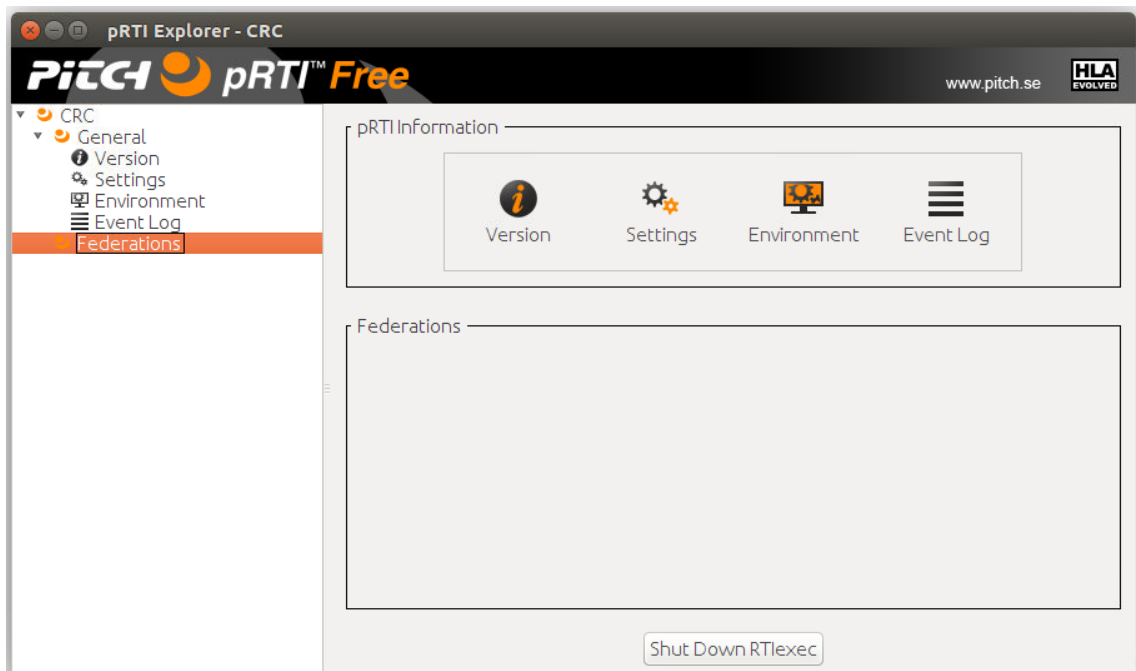 pRTI Explorer - CRC
PITCH pRTI™ Free
www.pitch.se
HLA
EVOLVED
CRC
General
Version
Settings
Environment
Event Log
Federations
pRTI Information
Version Settings Environment Event Log
Federations
Shut Down RTIexec